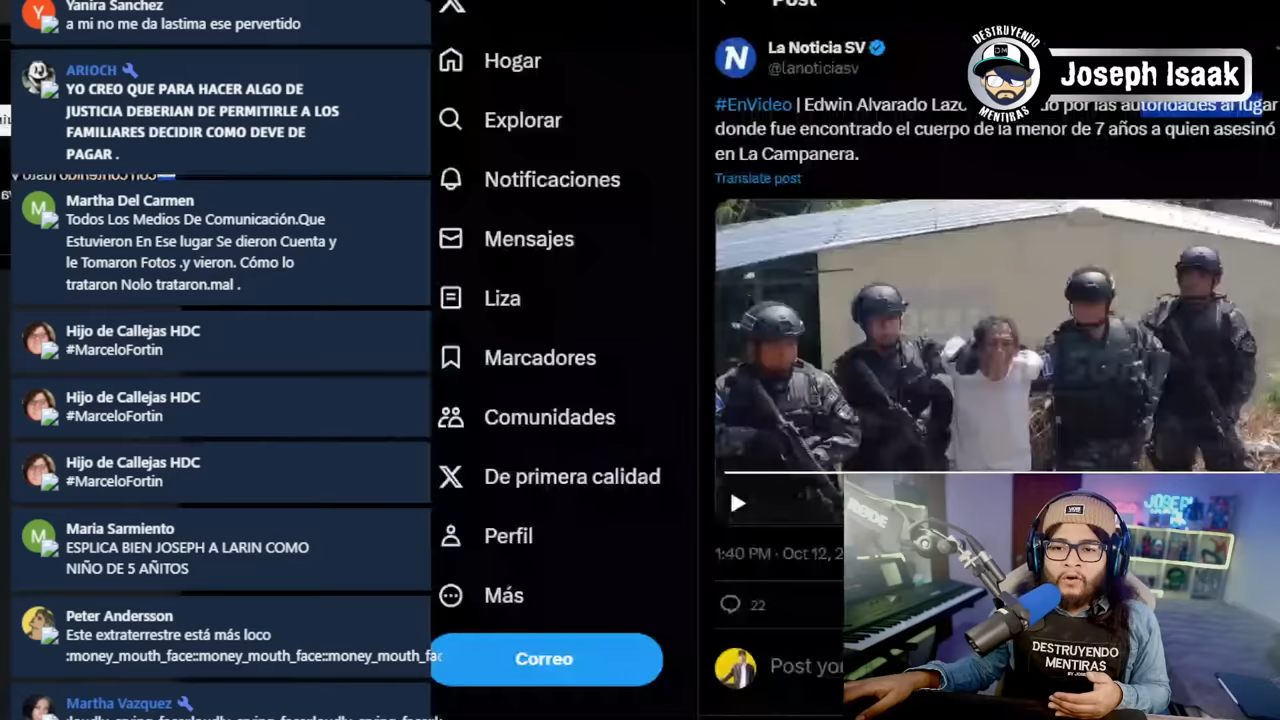 Yanira Sanchez
a mi no me da lastima ese pervertido
ARIOCH
YO CREO QUE PARA HACER ALGO DE
JUSTICIA DEBERIAN DE PERMITIRLE A LOS
FAMILIARES DECIDIR COMO DEVE DE
PAGAR .
Martha Del Carmen
Todos Los Medios De Comunicación.Que
Estuvieron En Ese lugar Se dieron Cuenta y
le Tomaron Fotos .y vieron. Cómo lo
trataron Nolo trataron.mal .
Hijo de Callejas HDC
#MarceloFortin
Hijo de Callejas HDC
#MarceloFortin
Hijo de Callejas HDC
#MarceloFortin
Maria Sarmiento
ESPLICA BIEN JOSEPH A LARIN COMO
NIÑO DE 5 AÑITOS
Peter Andersson
Este extraterrestre está más loco
:money_mouth_face::money_mouth_face::money_mouth_fac
Martha Vazquez
Hogar
Explorar
Notificaciones
Mensajes
Liza
Marcadores
Comunidades
De primera calidad
Perfil
Más
Correo
Post
La Noticia SV
@lanoticiasv
#EnVideo | Edwin Alvarado Lazo por las autoridades al lugar
donde fue encontrado el cuerpo de la menor de 7 años a quien asesinó
en La Campanera.
Translate post
1:40 PM · Oct 12, 2
22
Post you
DESTRUYENDO
DM
MENTIRAS
Joseph Isaak
JOSEPH
DESTRUYENDO
MENTIRAS